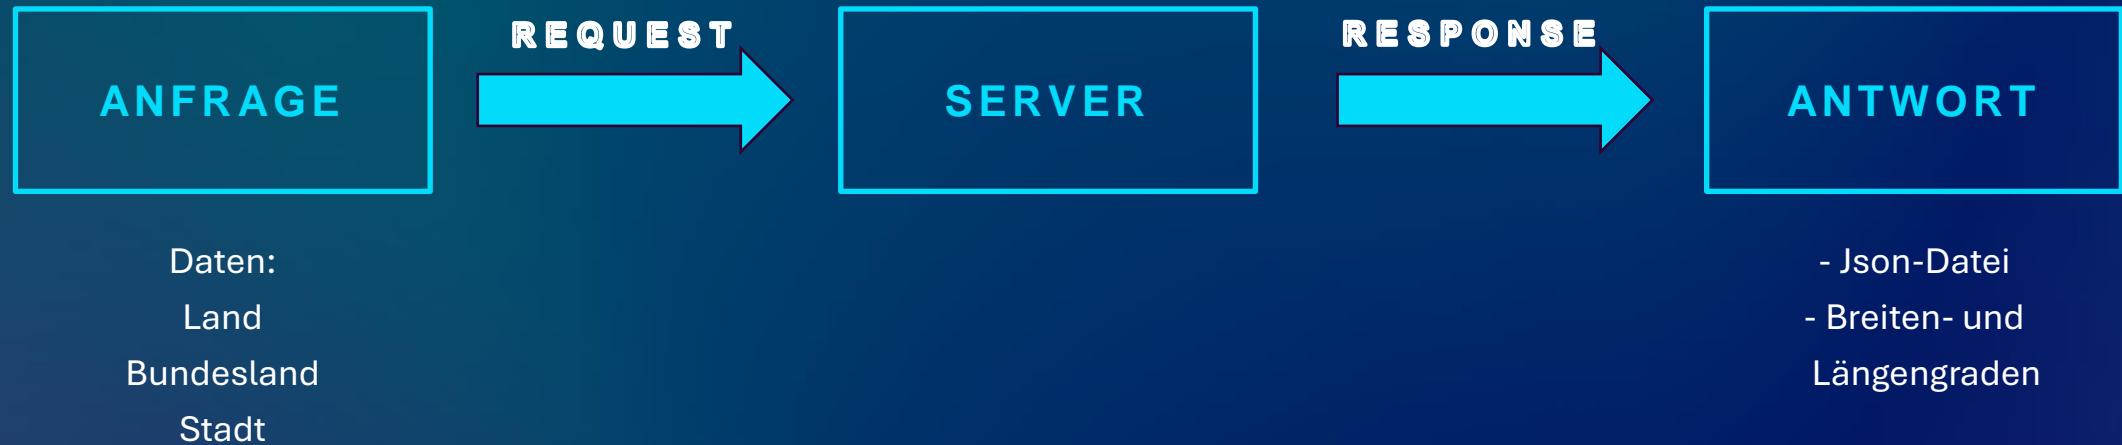 REQUEST
RESPONSE
ANFRAGE
SERVER
ANTWORT
Daten:
Land
Bundesland
Stadt
- Json-Datei
- Breiten- und
Längengraden